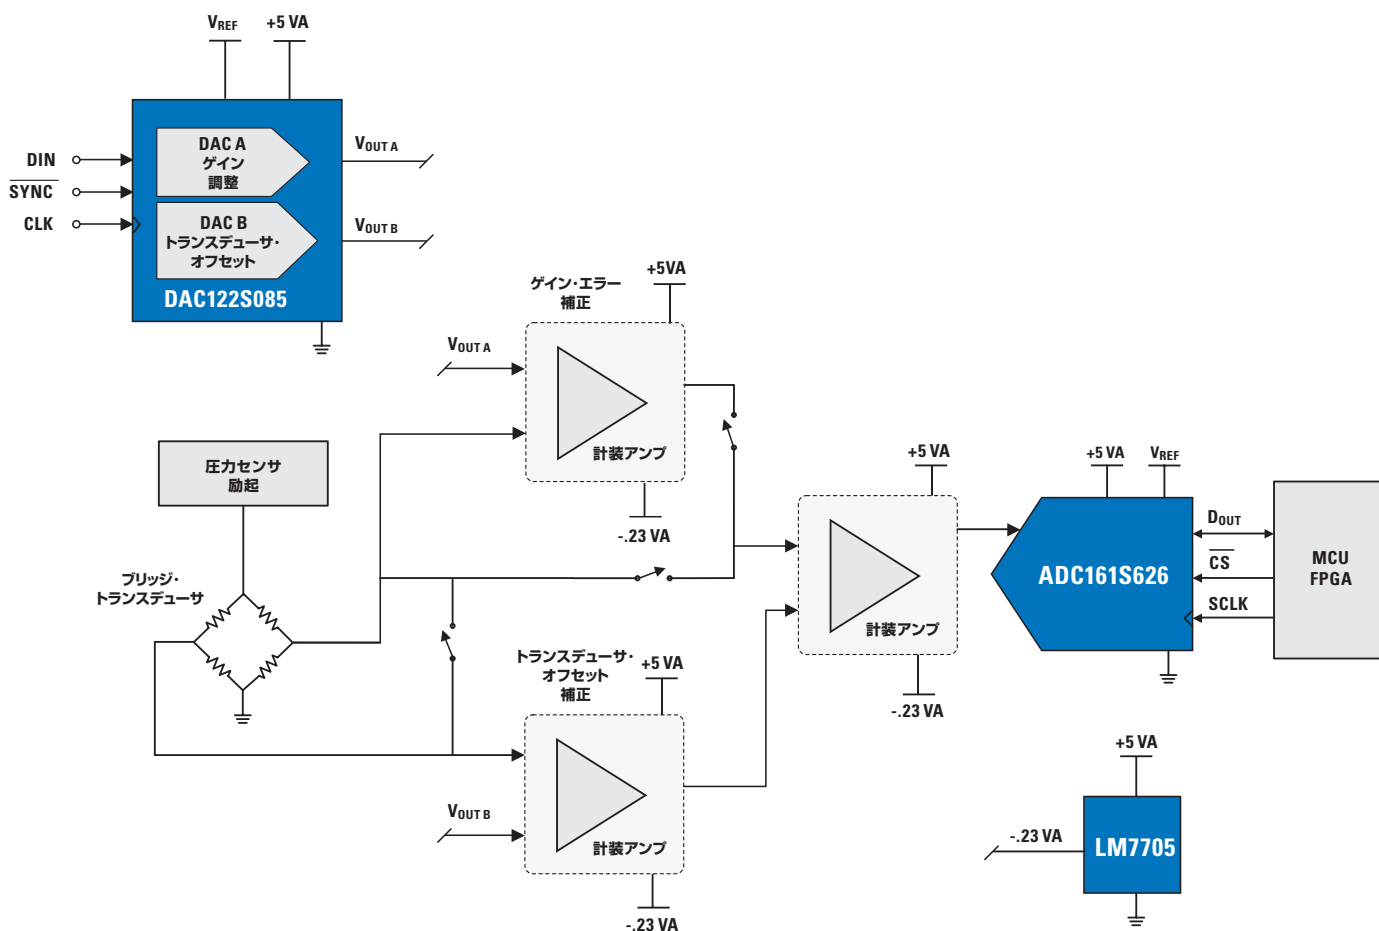 VREF
+5 VA
DIN
SYNC
CLK
DAC A
ゲイン
調整
DAC B
トランスデューサ・
オフセット
DAC122S085
VOUT A
VOUT B
ゲイン・エラー
補正
+5VA
VOUT A
計装アンプ
-.23 VA
圧力センサ
励起
ブリッジ・
トランスデューサ
トランスデューサ・
オフセット
補正
+5 VA
VOUT B
計装アンプ
-.23 VA
+5 VA
計装アンプ
-.23 VA
+5 VA
VREF
ADC161S626
DOUT
CS
SCLK
MCU
FPGA
+5 VA
-.23 VA
LM7705